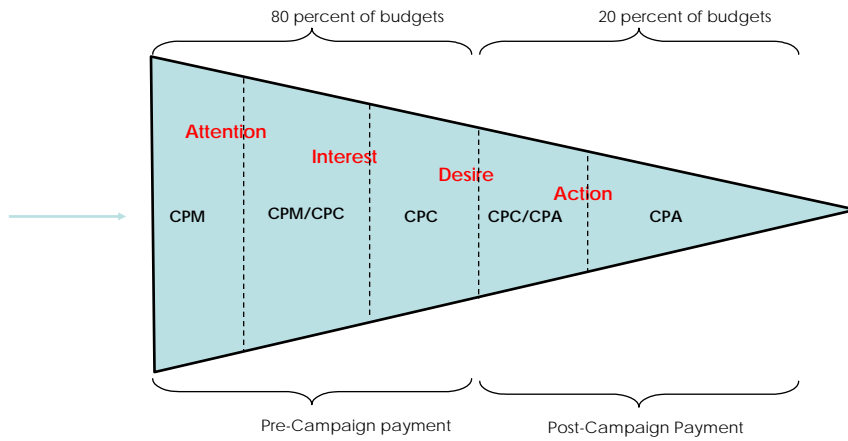 80 percent of budgets
20 percent of budgets
Attention
Interest
Desire
Action
CPM
CPM/CPC
CPC
CPC/CPA
CPA
Pre-Campaign payment
Post-Campaign Payment